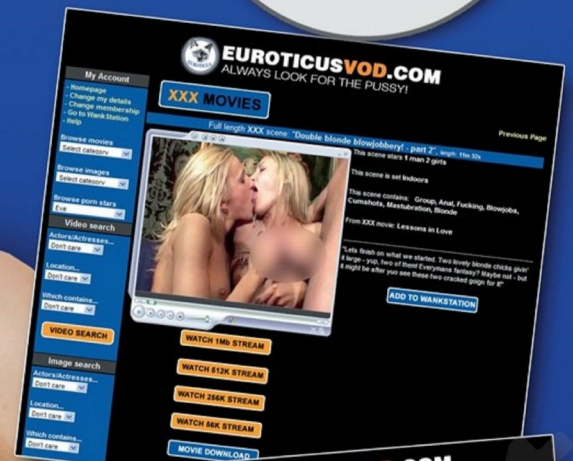 EUROTICUSVOD.COM
ALWAYS LOOK FOR THE PUSSY!
My Account
- Homepage
- Change my details
- Change membership
- Go to WankStation
- Help
XXX MOVIES
Previous Page
Full length XXX scene: "Double blonde blowjobbery! - part 2", length: 11m 32s
Browse movies
Select category
Browse images
Select category
Browse porn stars
Eve
Video search
Actors/Actresses...
Don't care
Location...
Don't care
Which contains...
Don't care
VIDEO SEARCH
Image search
Actors/Actresses...
Don't care
Location...
Don't care
Which contains...
Don't care
This scene stars 1 man 2 girls
This scene is set Indoors
This scene contains: Group, Anal, Fucking, Blowjobs,
Cumshots, Mastubration, Blonde
From XXX movie: Lessons in Love
"Lets finish on what we started. Two lovely blonde chicks givin'
it large - yup, two of them! Everymans fantasy? Maybe not - but
it might be after yuo see these two cracked goign for it"
ADD TO WANKSTATION
WATCH 1Mb STREAM
WATCH 512K STREAM
WATCH 256K STREAM
WATCH 56K STREAM
MOVIE DOWNLOAD